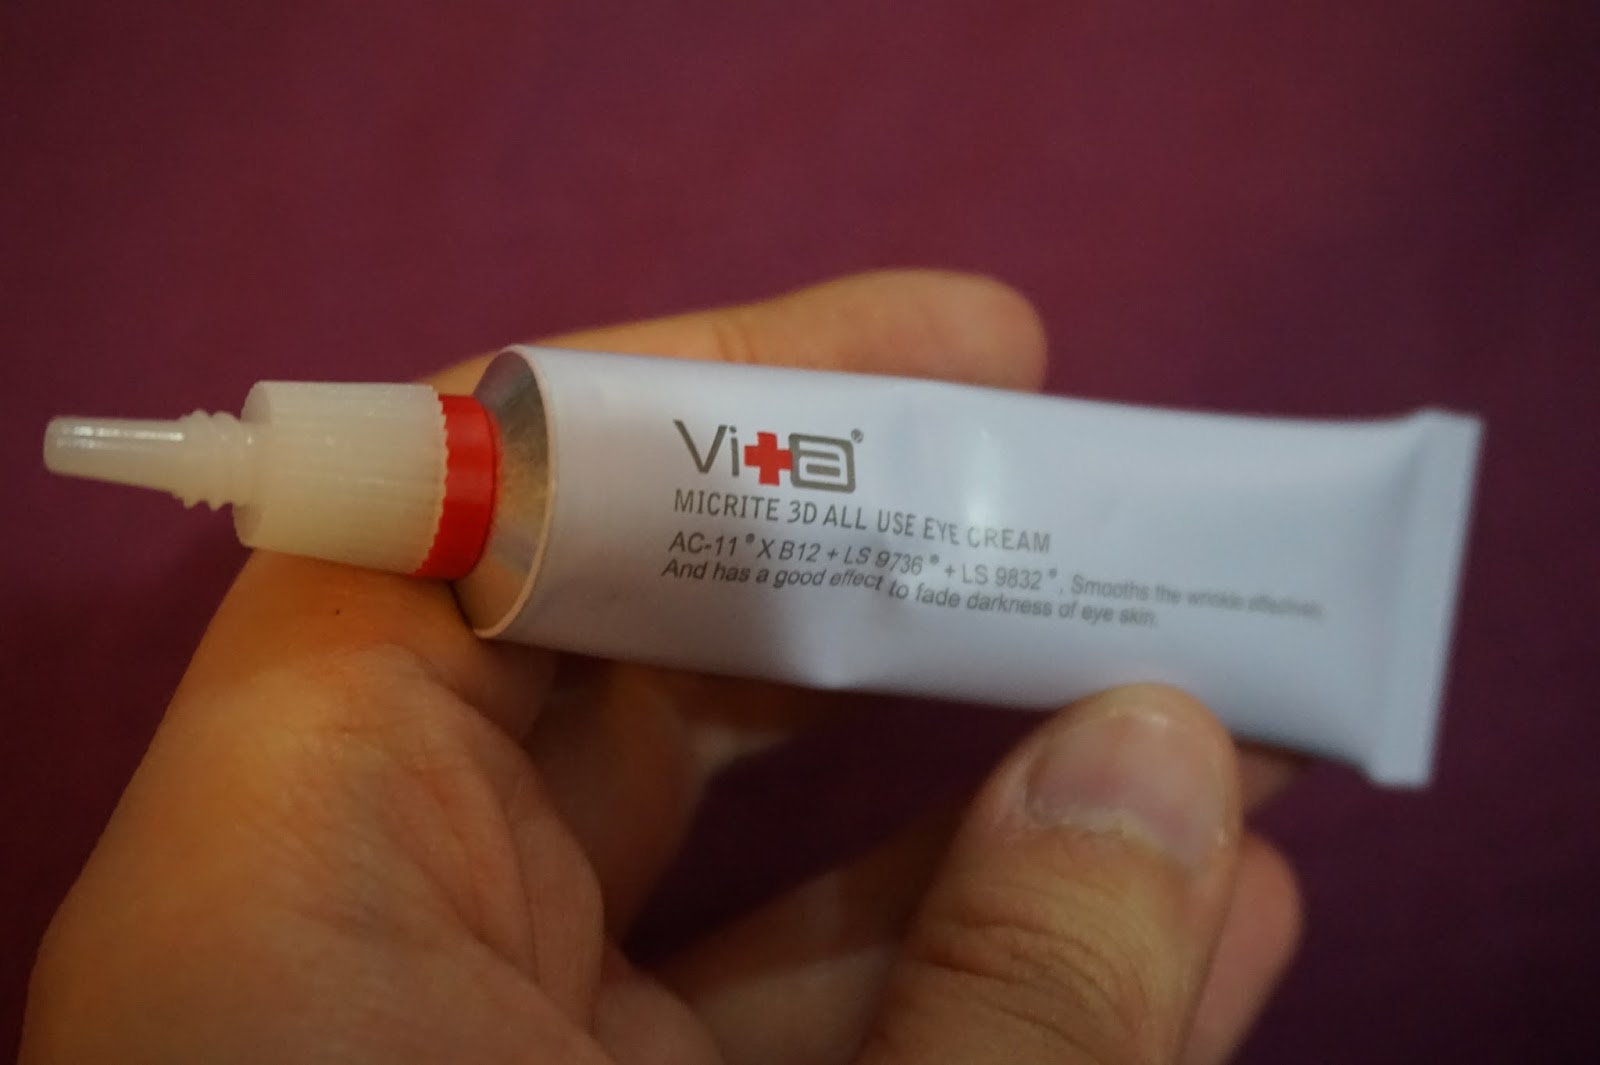 Vita®
MICRITE 3D ALL USE EYE CREAM
AC-11® X B12 + LS 9736® + LS 9832®, Smooths the wrinkle effectively.
And has a good effect to fade darkness of eye skin.